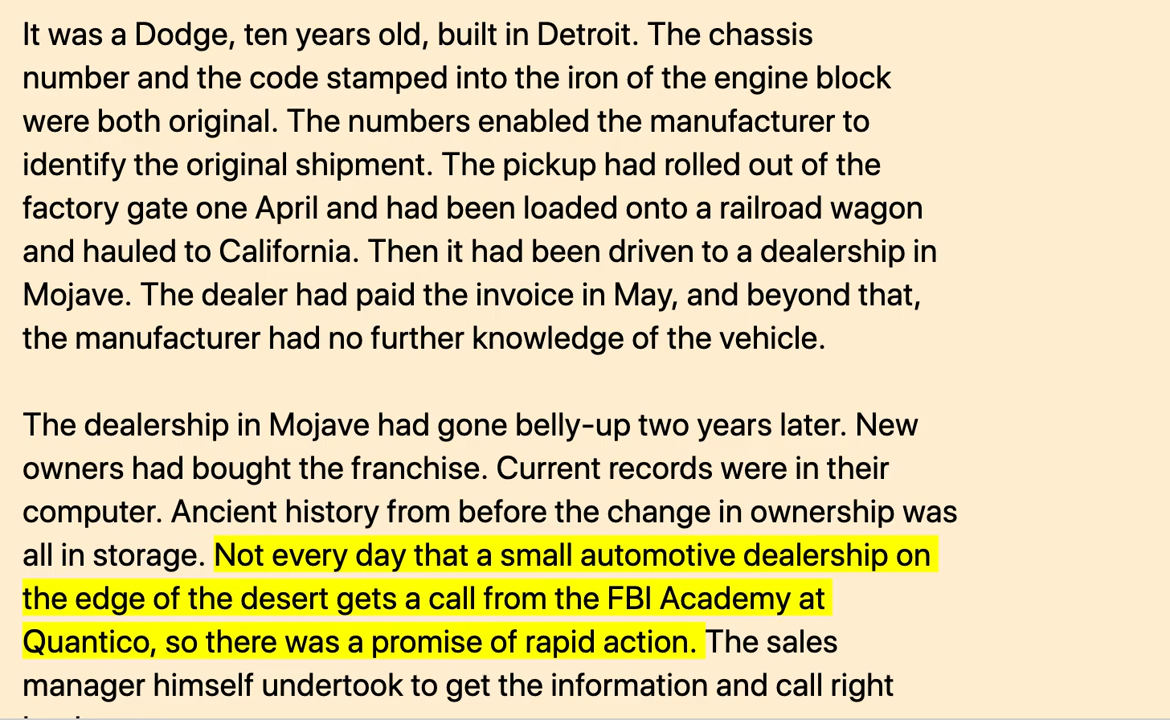 It was a Dodge, ten years old, built in Detroit. The chassis
number and the code stamped into the iron of the engine block
were both original. The numbers enabled the manufacturer to
identify the original shipment. The pickup had rolled out of the
factory gate one April and had been loaded onto a railroad wagon
and hauled to California. Then it had been driven to a dealership in
Mojave. The dealer had paid the invoice in May, and beyond that,
the manufacturer had no further knowledge of the vehicle.
The dealership in Mojave had gone belly-up two years later. New
owners had bought the franchise. Current records were in their
computer. Ancient history from before the change in ownership was
all in storage. Not every day that a small automotive dealership on
the edge of the desert gets a call from the FBI Academy at
Quantico, so there was a promise of rapid action. The sales
manager himself undertook to get the information and call right